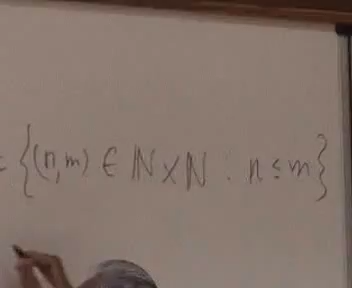 = {(n,m) ∈ ℕ×ℕ : n ≤ m}